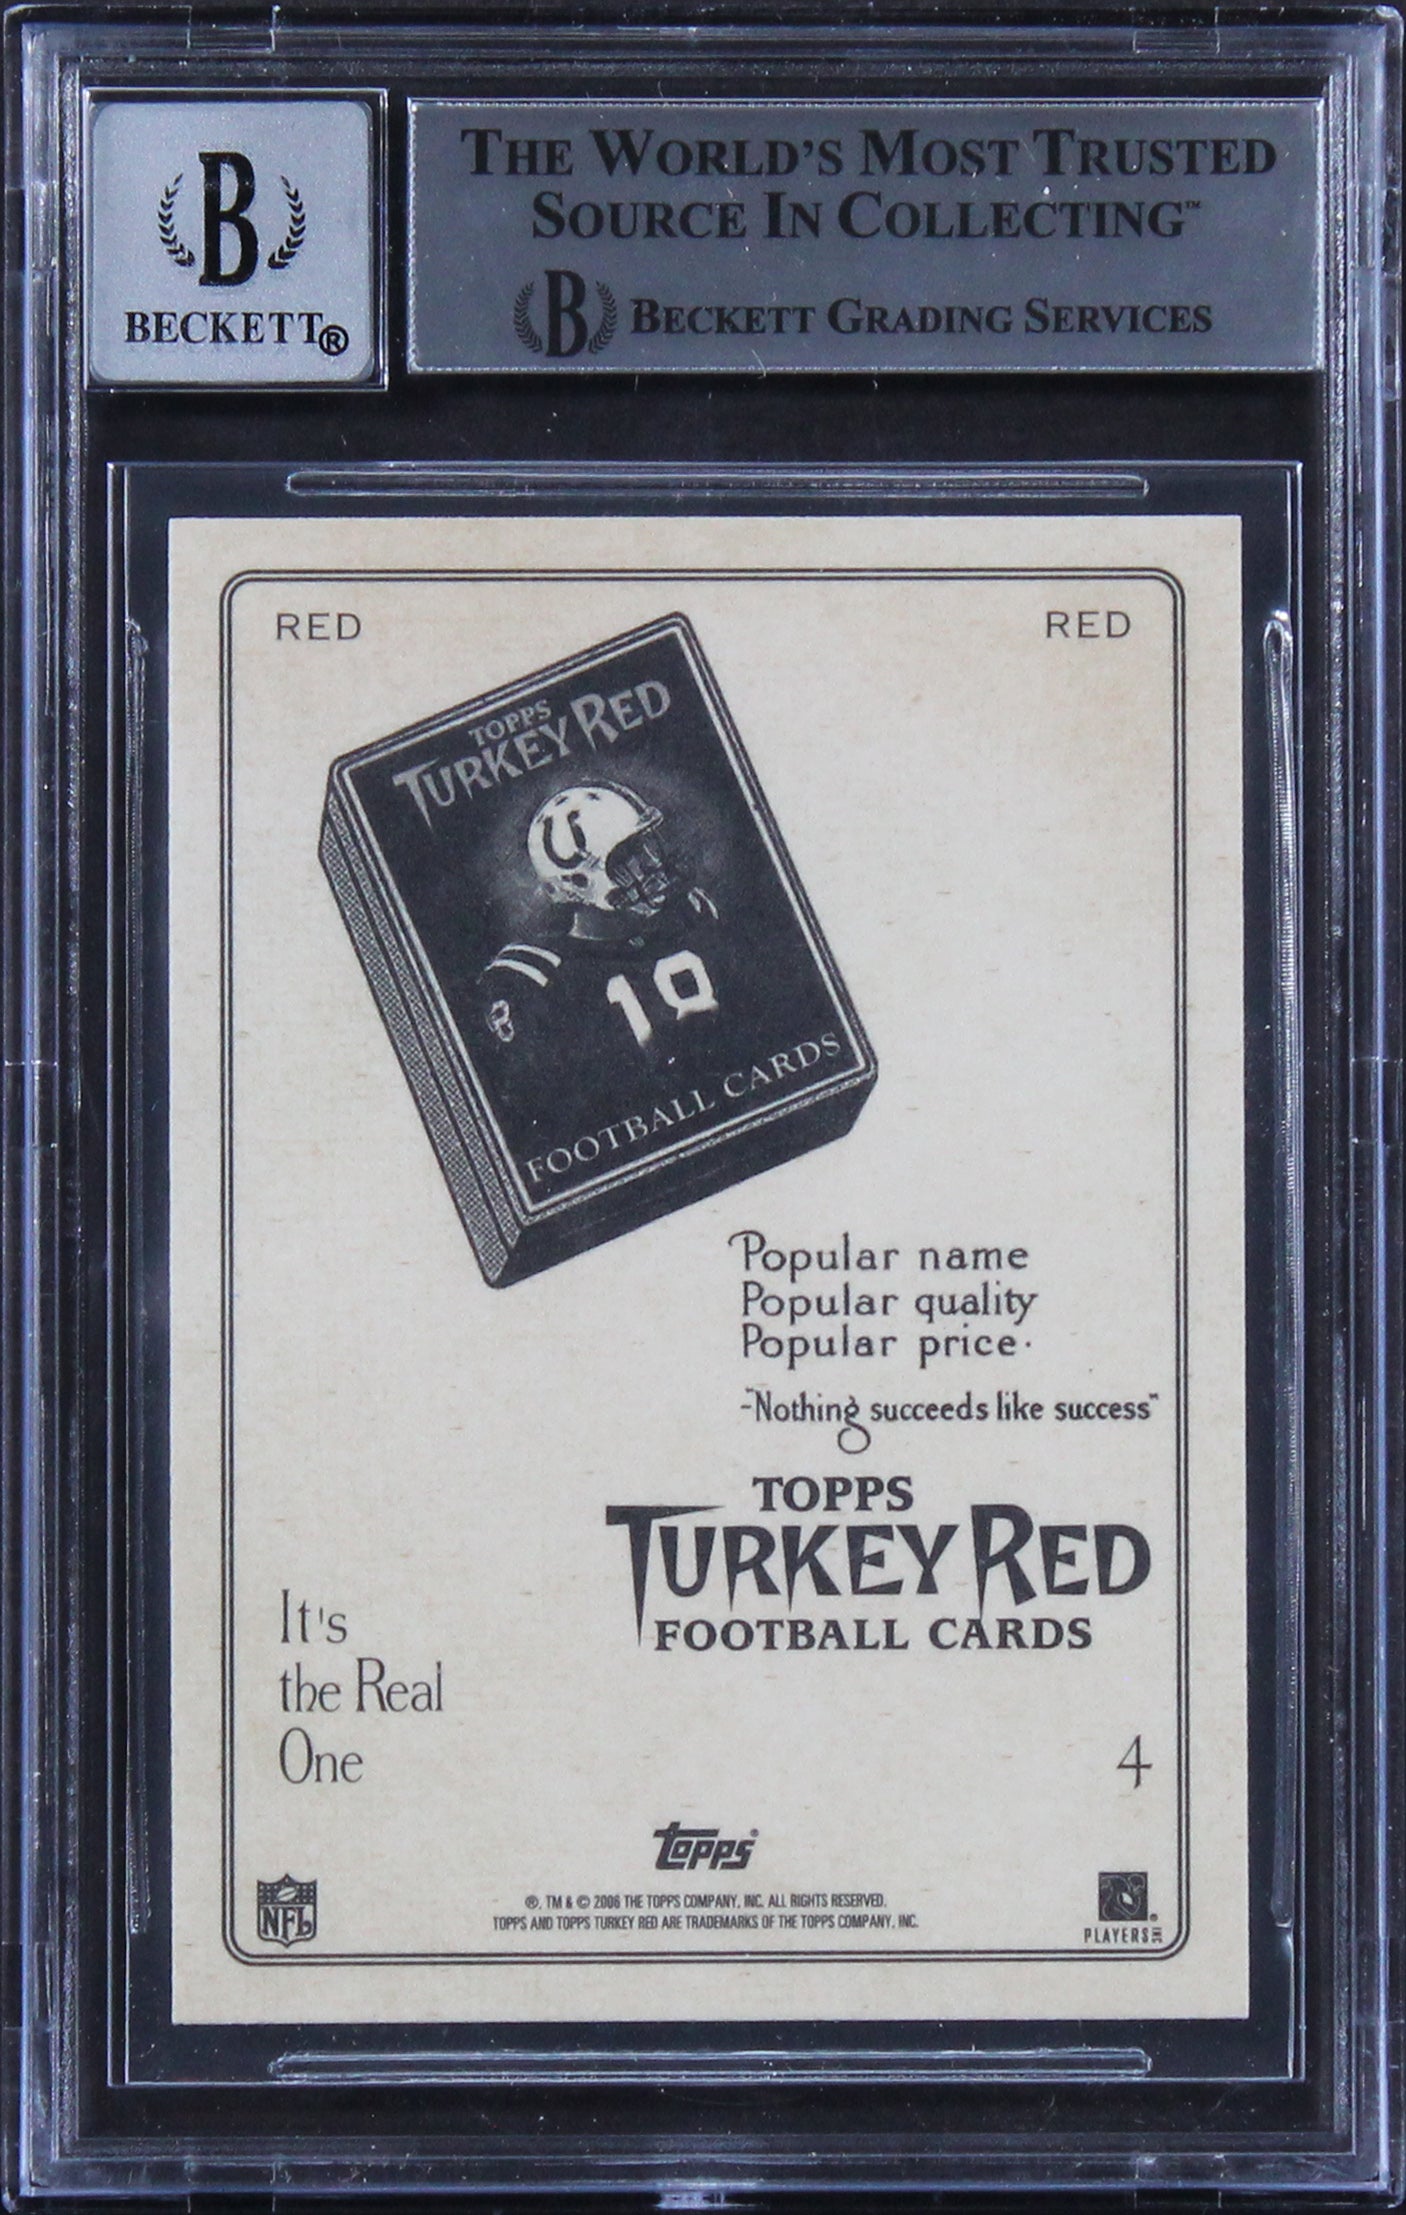 B
BECKETT®
THE WORLD'S MOST TRUSTED
SOURCE IN COLLECTING™
B BECKETT GRADING SERVICES
RED
RED
TOPPS
TURKEY RED
18
FOOTBALL CARDS
Popular name
Popular quality
Popular price.
-"Nothing succeeds like success"
TOPPS
TURKEY RED
FOOTBALL CARDS
It's
the Real
One
4
topps®
NFL
®, TM & © 2006 THE TOPPS COMPANY, INC. ALL RIGHTS RESERVED.
TOPPS AND TOPPS TURKEY RED ARE TRADEMARKS OF THE TOPPS COMPANY, INC.
PLAYERS INC